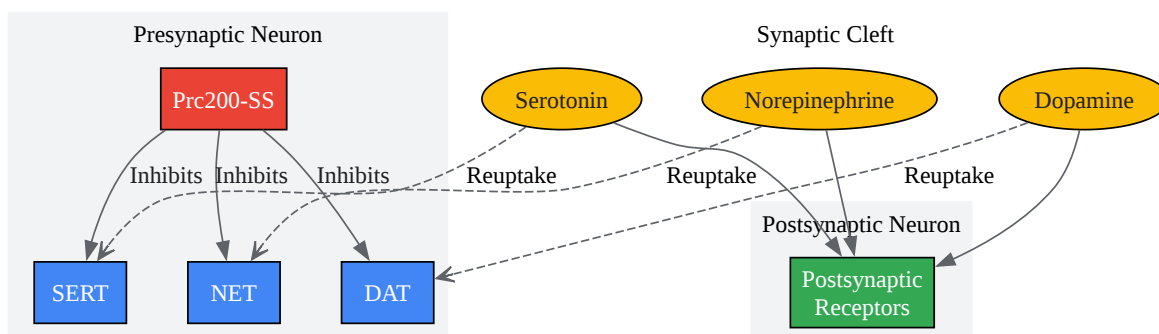 Presynaptic Neuron
Synaptic Cleft
Prc200-SS
Serotonin
Norepinephrine
Dopamine
Inhibits
Inhibits
Inhibits
Reuptake
Reuptake
Reuptake
Postsynaptic Neuron
SERT
NET
DAT
Postsynaptic
Receptors